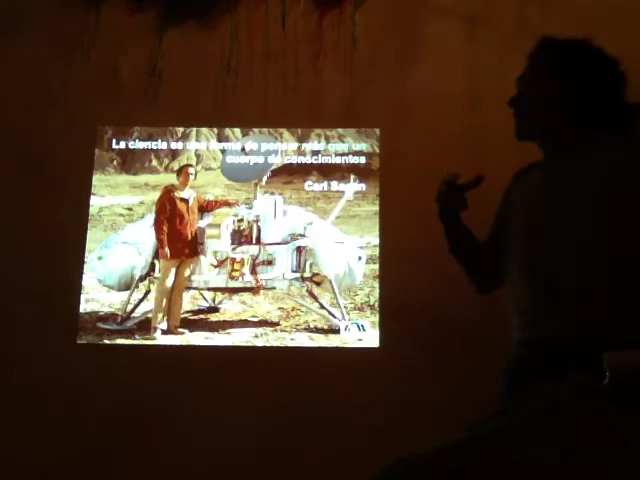 La ciencia es una forma de pensar más que un
cuerpo de conocimientos
Carl Sagan